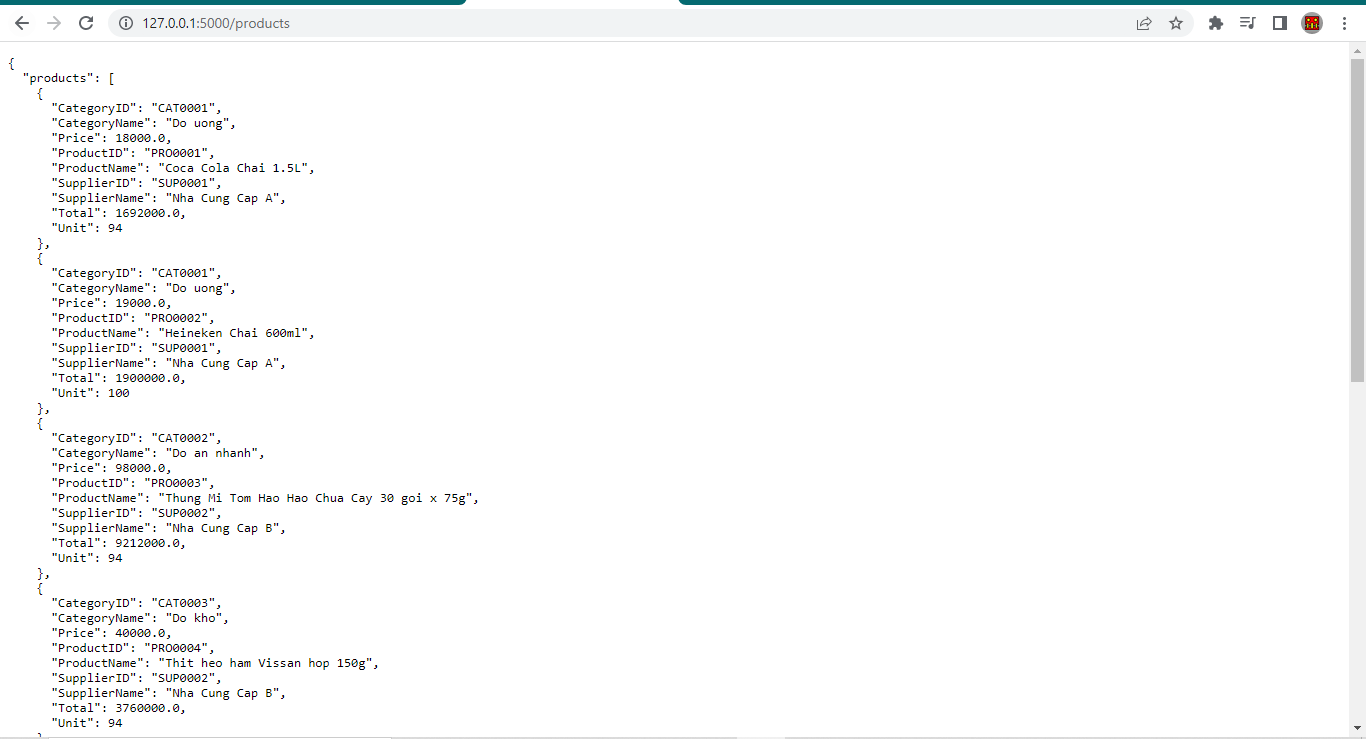 127.0.0.1:5000/products
{
  "products": [
    {
      "CategoryID": "CAT0001",
      "CategoryName": "Do uong",
      "Price": 18000.0,
      "ProductID": "PRO0001",
      "ProductName": "Coca Cola Chai 1.5L",
      "SupplierID": "SUP0001",
      "SupplierName": "Nha Cung Cap A",
      "Total": 1692000.0,
      "Unit": 94
    },
    {
      "CategoryID": "CAT0001",
      "CategoryName": "Do uong",
      "Price": 19000.0,
      "ProductID": "PRO0002",
      "ProductName": "Heineken Chai 600ml",
      "SupplierID": "SUP0001",
      "SupplierName": "Nha Cung Cap A",
      "Total": 1900000.0,
      "Unit": 100
    },
    {
      "CategoryID": "CAT0002",
      "CategoryName": "Do an nhanh",
      "Price": 98000.0,
      "ProductID": "PRO0003",
      "ProductName": "Thung Mi Tom Hao Hao Chua Cay 30 goi x 75g",
      "SupplierID": "SUP0002",
      "SupplierName": "Nha Cung Cap B",
      "Total": 9212000.0,
      "Unit": 94
    },
    {
      "CategoryID": "CAT0003",
      "CategoryName": "Do kho",
      "Price": 40000.0,
      "ProductID": "PRO0004",
      "ProductName": "Thit heo ham Vissan hop 150g",
      "SupplierID": "SUP0002",
      "SupplierName": "Nha Cung Cap B",
      "Total": 3760000.0,
      "Unit": 94